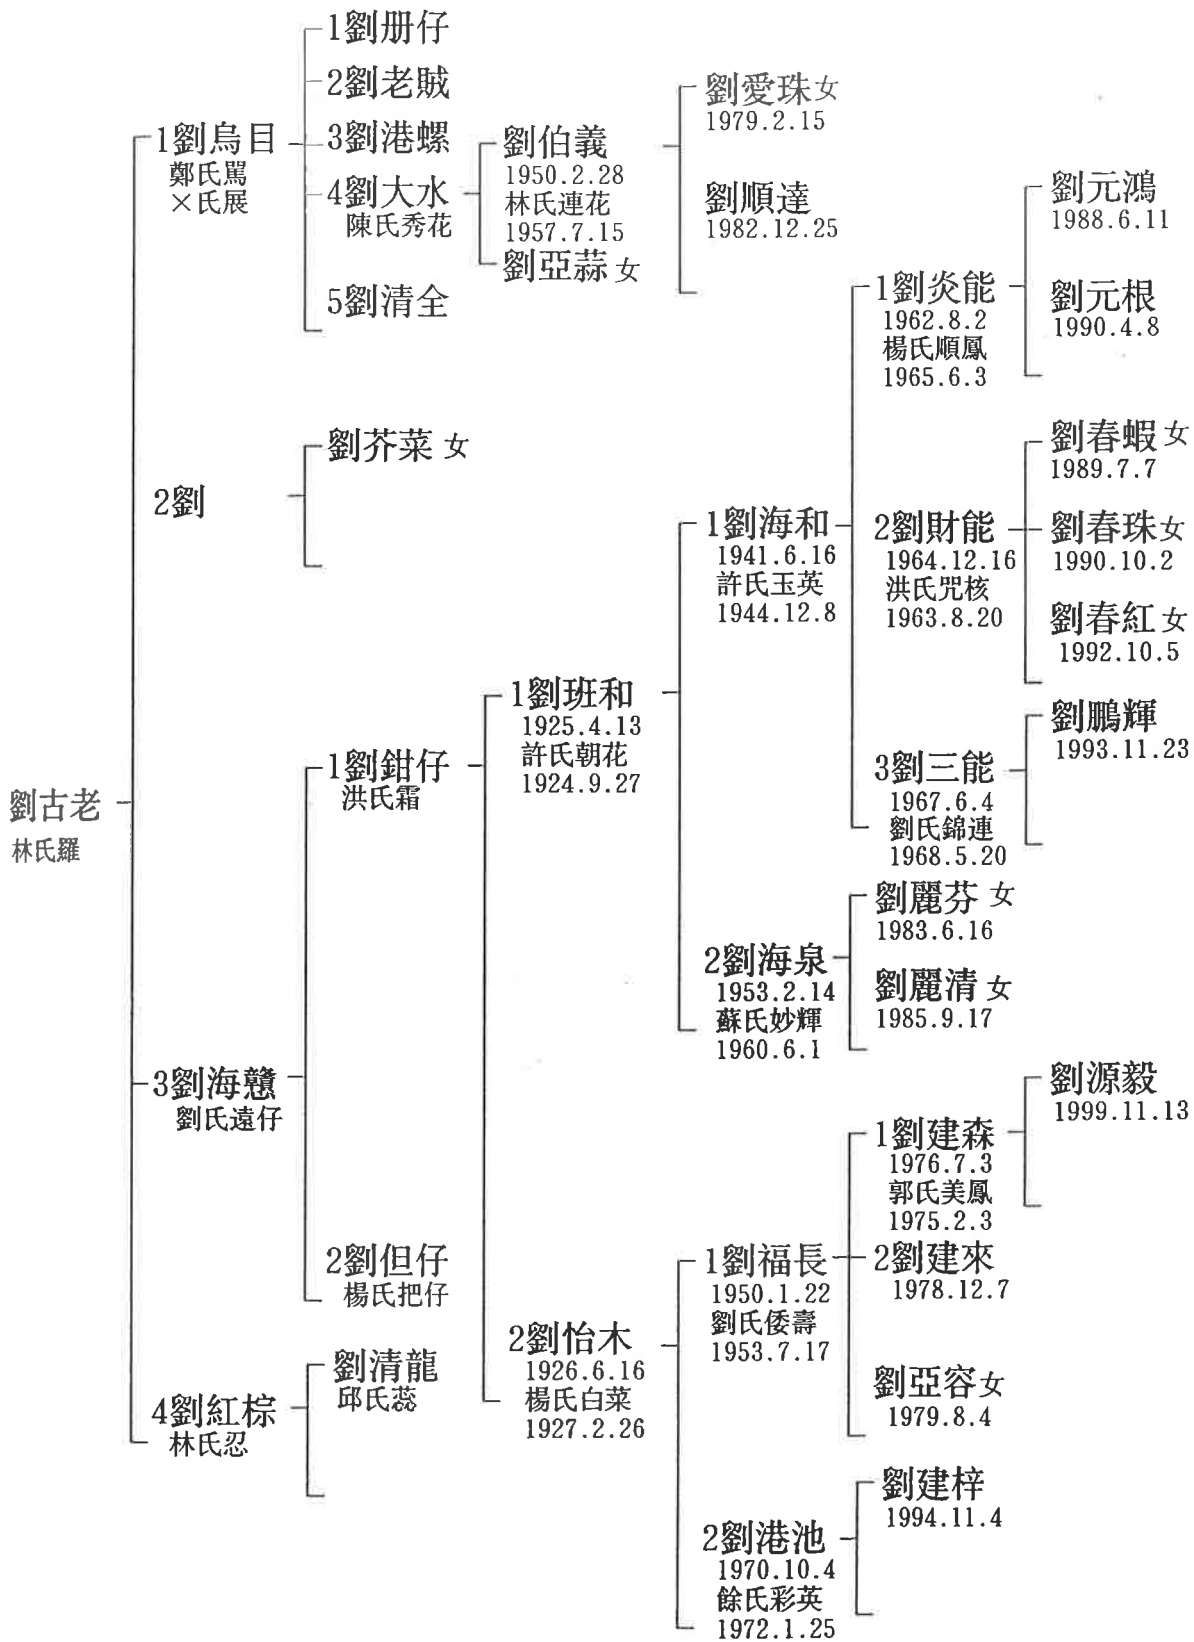 劉古老
林氏羅
1劉烏目
鄭氏罵
×氏展
2劉
3劉海戇
劉氏遠仔
4劉紅棕
林氏忍
1劉册仔
2劉老賊
3劉港螺
4劉大水
陳氏秀花
5劉清全
劉芥菜 女
1劉鉗仔
洪氏霜
2劉但仔
楊氏把仔
劉清龍
邱氏蕊
劉伯義
1950.2.28
林氏連花
1957.7.15
劉亞蒜 女
1劉班和
1925.4.13
許氏朝花
1924.9.27
2劉怡木
1926.6.16
楊氏白菜
1927.2.26
劉愛珠 女
1979.2.15
劉順達
1982.12.25
1劉海和
1941.6.16
許氏玉英
1944.12.8
2劉海泉
1953.2.14
蘇氏妙輝
1960.6.1
1劉福長
1950.1.22
劉氏倭壽
1953.7.17
2劉港池
1970.10.4
餘氏彩英
1972.1.25
1劉炎能
1962.8.2
楊氏順鳳
1965.6.3
2劉財能
1964.12.16
洪氏咒核
1963.8.20
3劉三能
1967.6.4
劉氏錦連
1968.5.20
劉麗芬 女
1983.6.16
劉麗清 女
1985.9.17
1劉建森
1976.7.3
郭氏美鳳
1975.2.3
2劉建來
1978.12.7
劉亞容 女
1979.8.4
劉建梓
1994.11.4
劉元鴻
1988.6.11
劉元根
1990.4.8
劉春蝦 女
1989.7.7
劉春珠 女
1990.10.2
劉春紅 女
1992.10.5
劉鵬輝
1993.11.23
劉源毅
1999.11.13